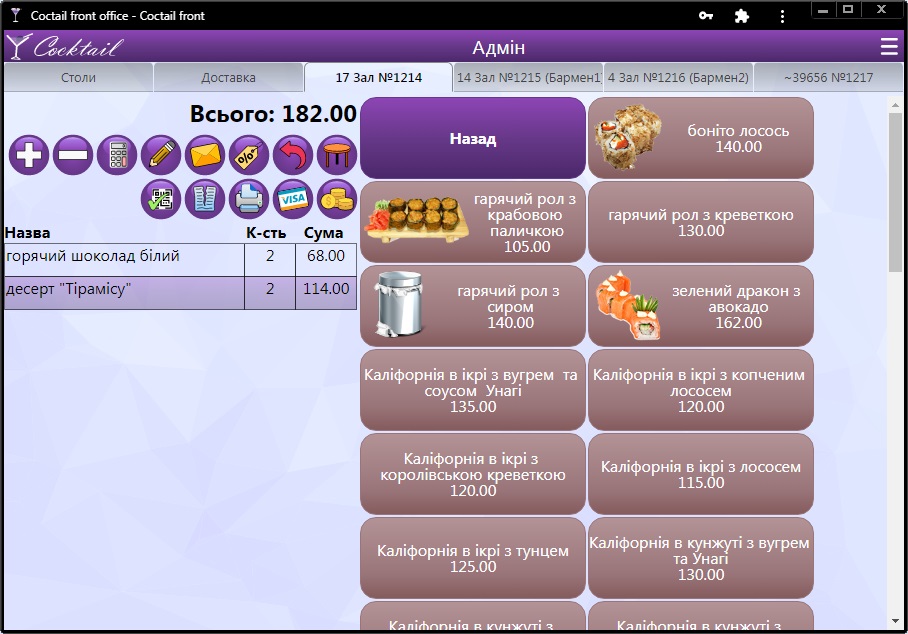 Coctail front office - Coctail front
Cocktail
Адмін
Столи
Доставка
17 Зал №1214
14 Зал №1215 (Бармен1
4 Зал №1216 (Бармен2)
~39656 №1217
Всього: 182.00
%
VISA
Назва К-сть Сума
горячий шоколад білий 2 68.00
десерт "Тірамісу" 2 114.00
Назад
боніто лосось
140.00
гарячий рол з
крабовою
паличкою
105.00
гарячий рол з креветкою
130.00
гарячий рол з
сиром
140.00
зелений дракон з
авокадо
162.00
Каліфорнія в ікрі з вугрем та
соусом Унагі
135.00
Каліфорнія в ікрі з копченим
лососем
120.00
Каліфорнія в ікрі з
королівською креветкою
120.00
Каліфорнія в ікрі з лососем
115.00
Каліфорнія в ікрі з тунцем
125.00
Каліфорнія в кунжуті з вугрем
та Унагі
130.00
Каліфорнія в кунжуті з
Каліфорнія в кунжуті з